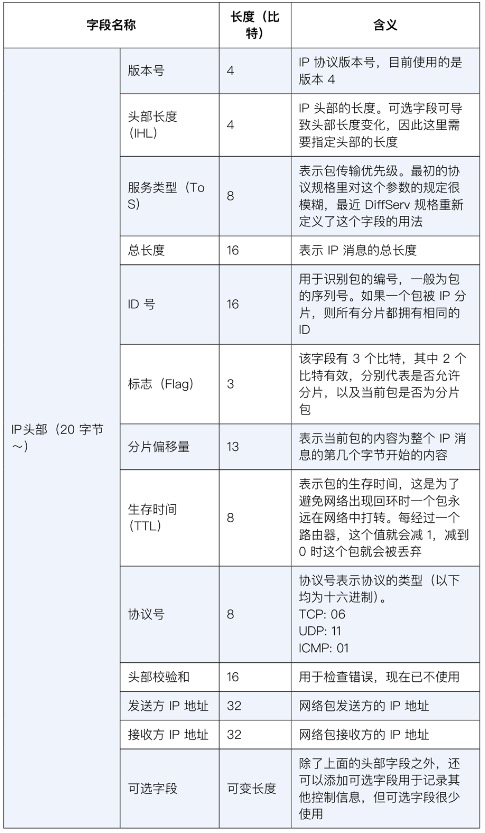 字段名称
长度（比
特）
含义
IP头部（20 字节
～）
版本号
4
IP 协议版本号，目前使用的是
版本 4
头部长度
（IHL）
4
IP 头部的长度。可选字段可导
致头部长度变化，因此这里需
要指定头部的长度
服务类型（To
S）
8
表示包传输优先级。最初的协
议规格里对这个参数的规定很
模糊，最近 DiffServ 规格重新
定义了这个字段的用法
总长度
16
表示 IP 消息的总长度
ID 号
16
用于识别包的编号，一般为包
的序列号。如果一个包被 IP 分
片，则所有分片都拥有相同的
ID
标志（Flag）
3
该字段有 3 个比特，其中 2 个
比特有效，分别代表是否允许
分片，以及当前包是否为分片
包
分片偏移量
13
表示当前包的内容为整个 IP 消
息的第几个字节开始的内容
生存时间
（TTL）
8
表示包的生存时间，这是为了
避免网络出现回环时一个包永
远在网络中打转。每经过一个
路由器，这个值就会减 1，减到
0 时这个包就会被丢弃
协议号
8
协议号表示协议的类型（以下
均为十六进制）。
TCP: 06
UDP: 11
ICMP: 01
头部校验和
16
用于检查错误，现在已不使用
发送方 IP 地址
32
网络包发送方的 IP 地址
接收方 IP 地址
32
网络包接收方的 IP 地址
可选字段
可变长度
除了上面的头部字段之外，还
可以添加可选字段用于记录其
他控制信息，但可选字段很少
使用